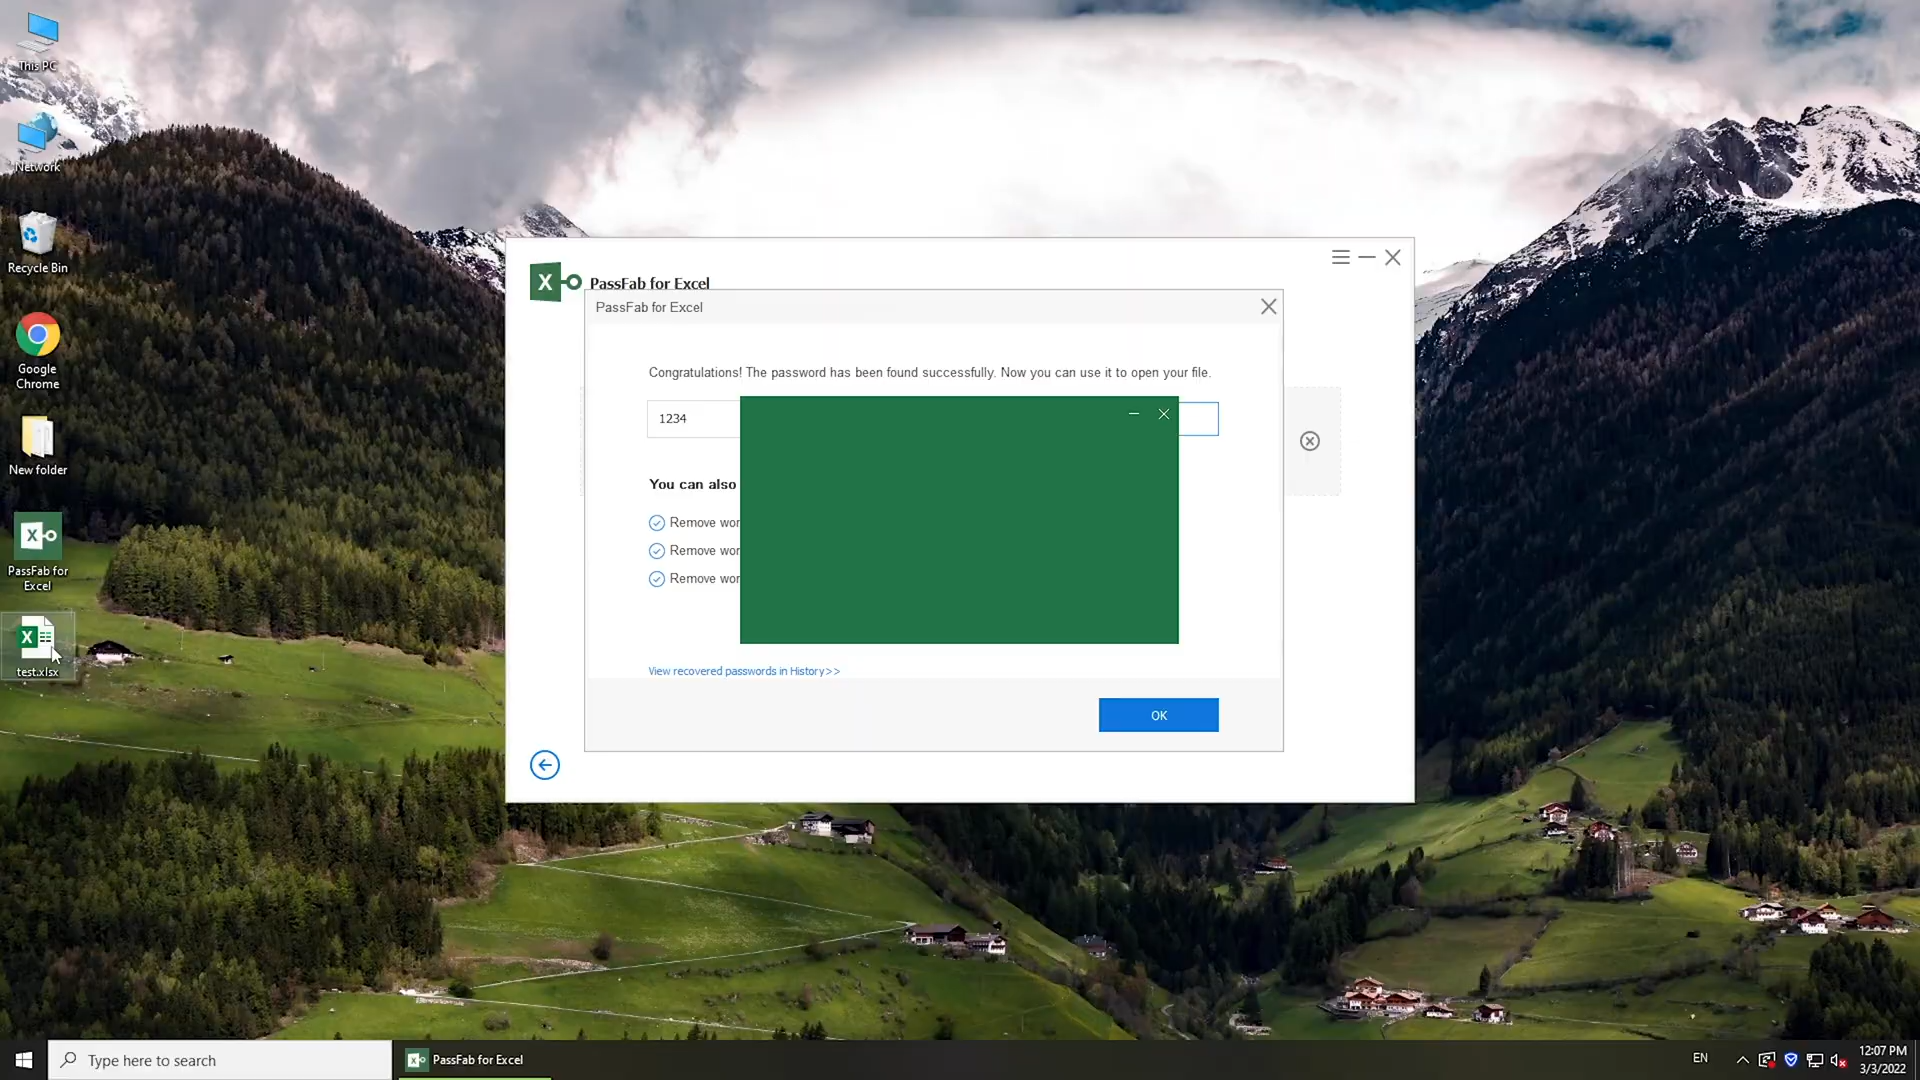 This PC
Network
Recycle Bin
Google
Chrome
New folder
PassFab for
Excel
test.xlsx
PassFab for Excel
PassFab for Excel
Congratulations! The password has been found successfully. Now you can use it to open your file.
1234
You can also
Remove wor
Remove wor
Remove wor
View recovered passwords in History>>
OK
Type here to search
PassFab for Excel
EN
12:07 PM
3/3/2022